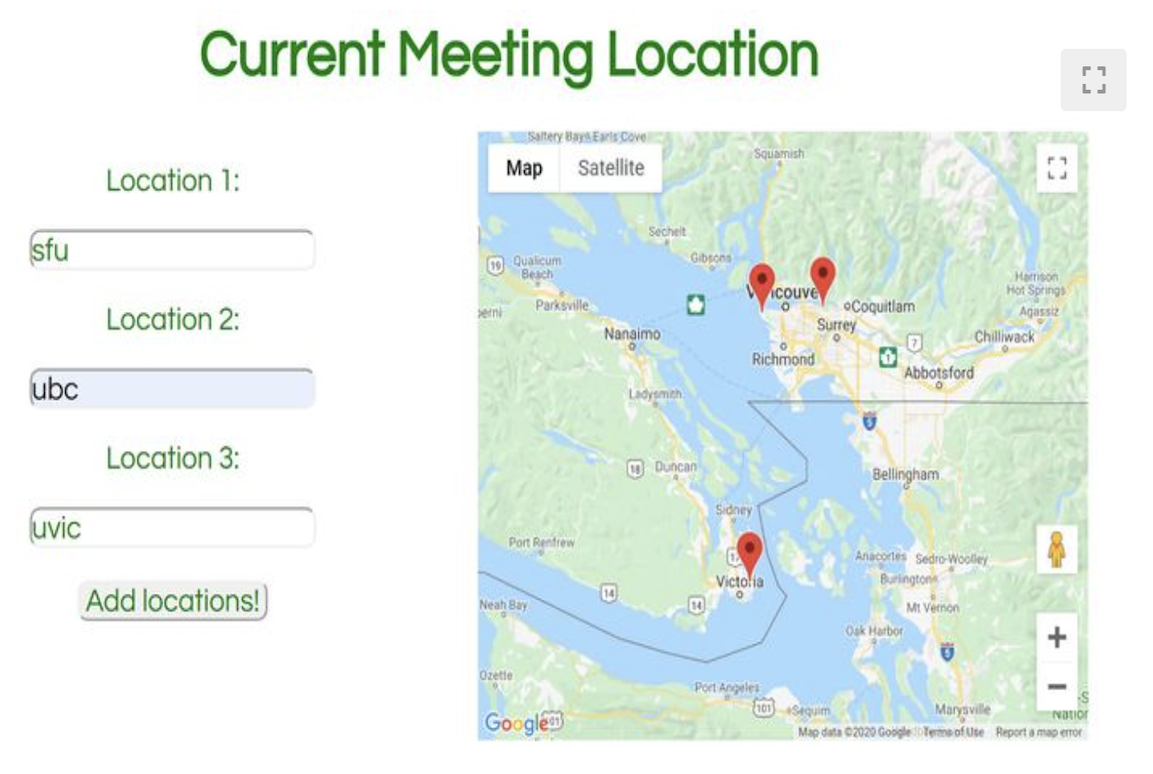 Current Meeting Location
Location 1:
sfu
Location 2:
ubc
Location 3:
uvic
Add locations!
Saltery Bay Earls Cove
Map
Satellite
Squamish
Sechelt
Gibsons
19
Qualicum
Beach
Harrison
Hot Springs
Parksville
Coquitlam
Agassiz
Nanaimo
Surrey
7
Chilliwack
Richmond
1
Abbotsford
Ladysmith
5
18
Duncan
Bellingham
Sidney
Port Renfrew
Anacortes
Sedro-Woolley
Victoria
Burlington
14
14
Neah Bay
Mt Vernon
Oak Harbor
5
Ozette
Port Angeles
101
Sequim
Marysville
Google
Map data ©2020 Google
Terms of Use
Report a map error